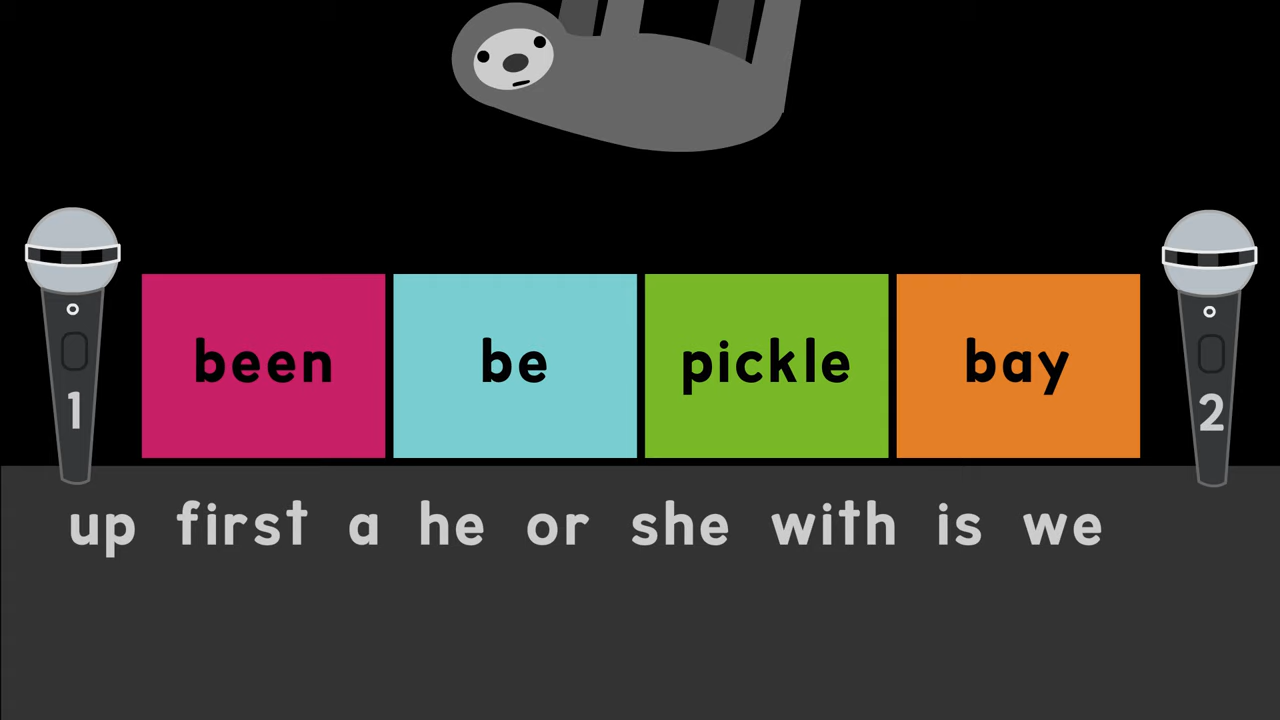 been be pickle bay
1
2
up first a he or she with is we